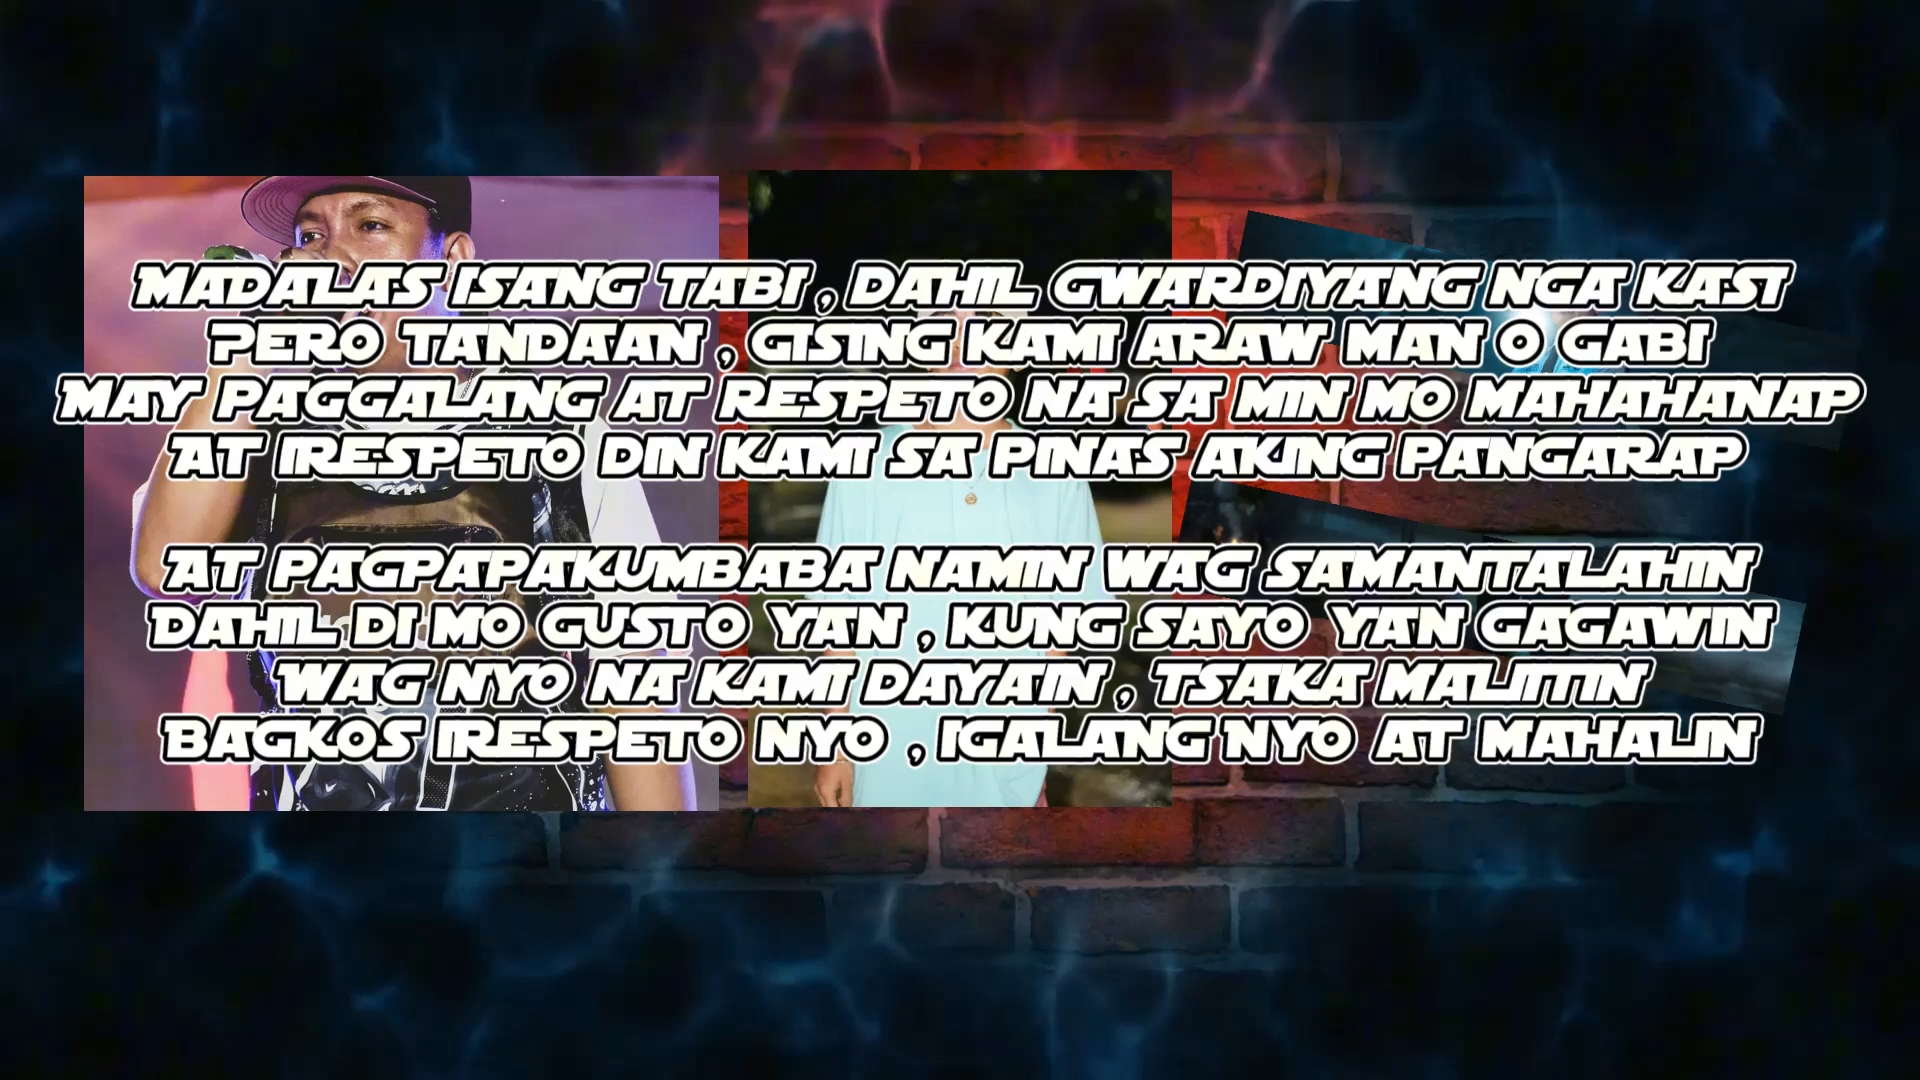 MADALAS ISANG TABI , DAHIL GWARDIYANG NGA KASI
PERO TANDAAN , GISING KAMI ARAW MAN O GABI
MAY PAGGALANG AT RESPETO NA SA MIN MO MAHAHANAP
AT IRESPETO DIN KAMI SA PINAS AKING PANGARAP
AT PAGPAPAKUMBABA NAMIN WAG SAMANTALAHIN
DAHIL DI MO GUSTO YAN , KUNG SAYO YAN GAGAWIN
WAG NYO NA KAMI DAYAIN , TSAKA MALIITIN
BAGKOS IRESPETO NYO , IGALANG NYO AT MAHALIN